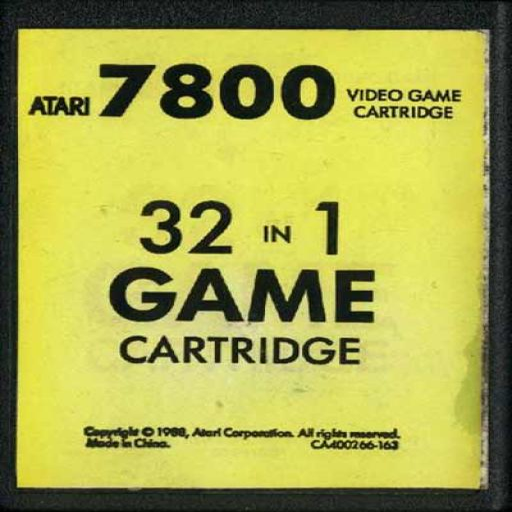 ATARI 7800 VIDEO GAME
CARTRIDGE
32 IN 1
GAME
CARTRIDGE
Copyright © 1988, Atari Corporation. All rights reserved.
Made in China. CA400266-163